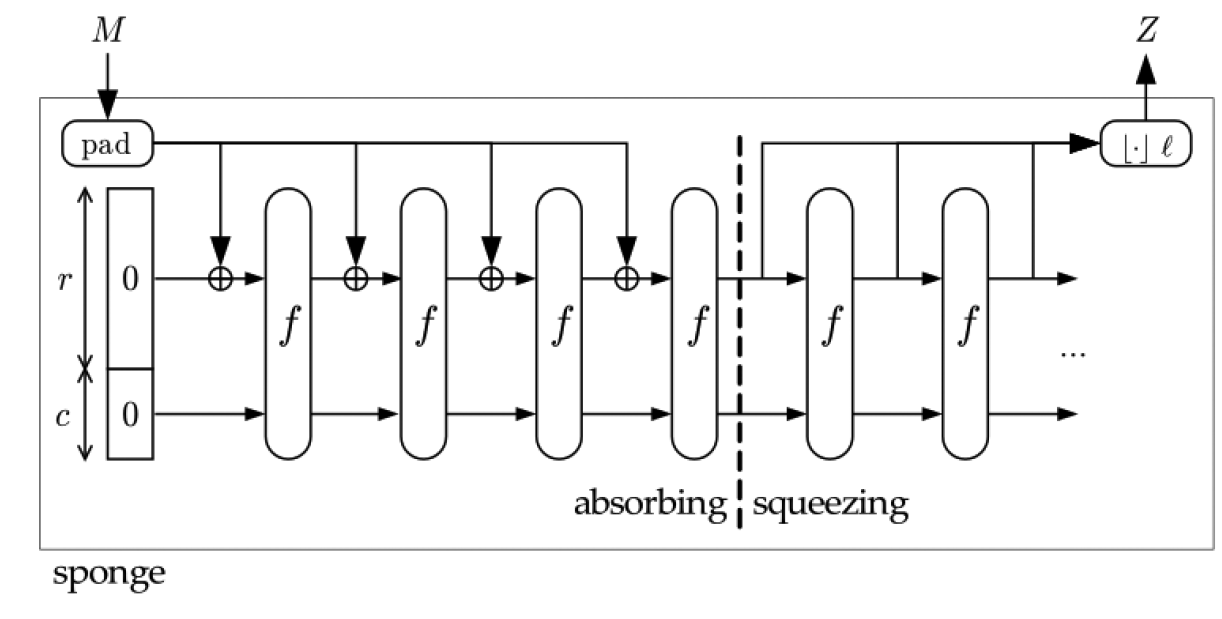 M Z
pad ⌊·⌋ ℓ
r 0 ⊕ ⊕ ⊕ ⊕
f f f f f f
...
c 0
absorbing squeezing
sponge